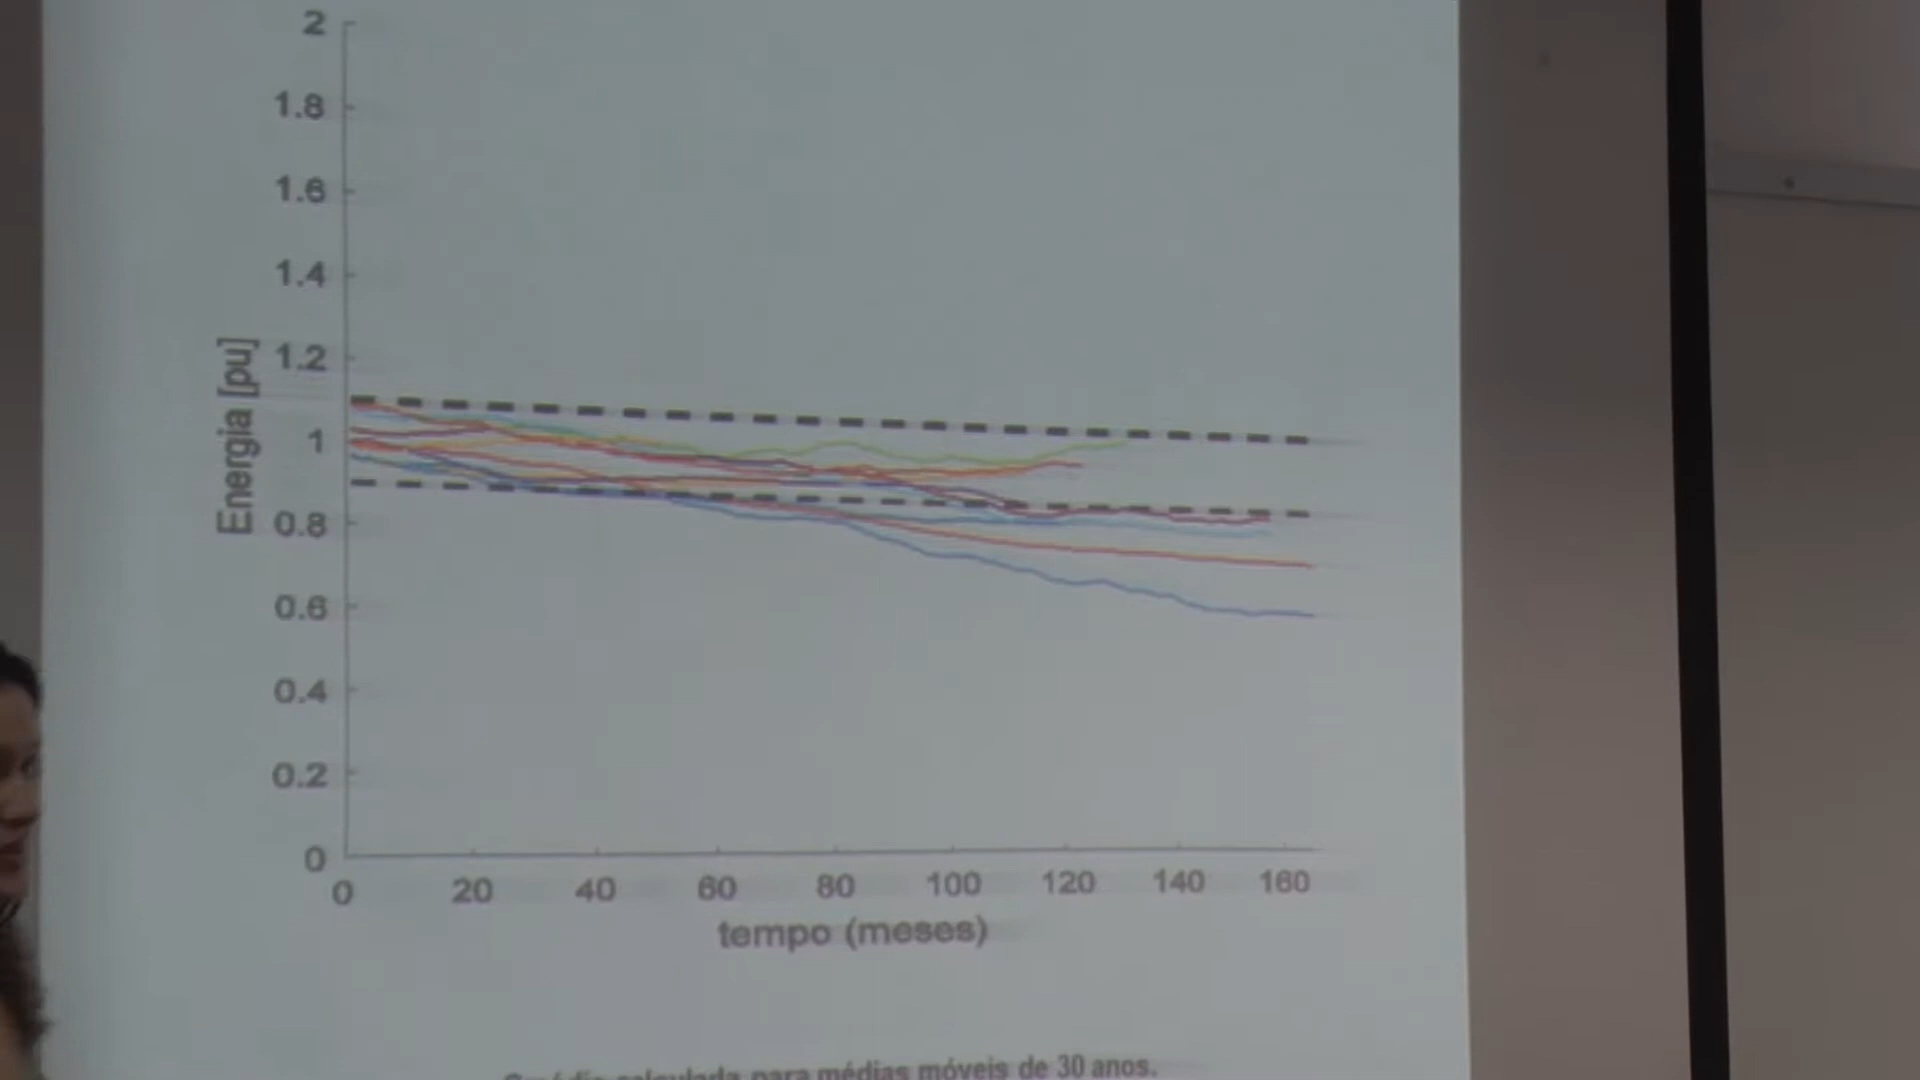 2
1.8
1.6
1.4
1.2
1
0.8
0.6
0.4
0.2
0
Energia [pu]
0 20 40 60 80 100 120 140 160
tempo (meses)
calculada para médias móveis de 30 anos.